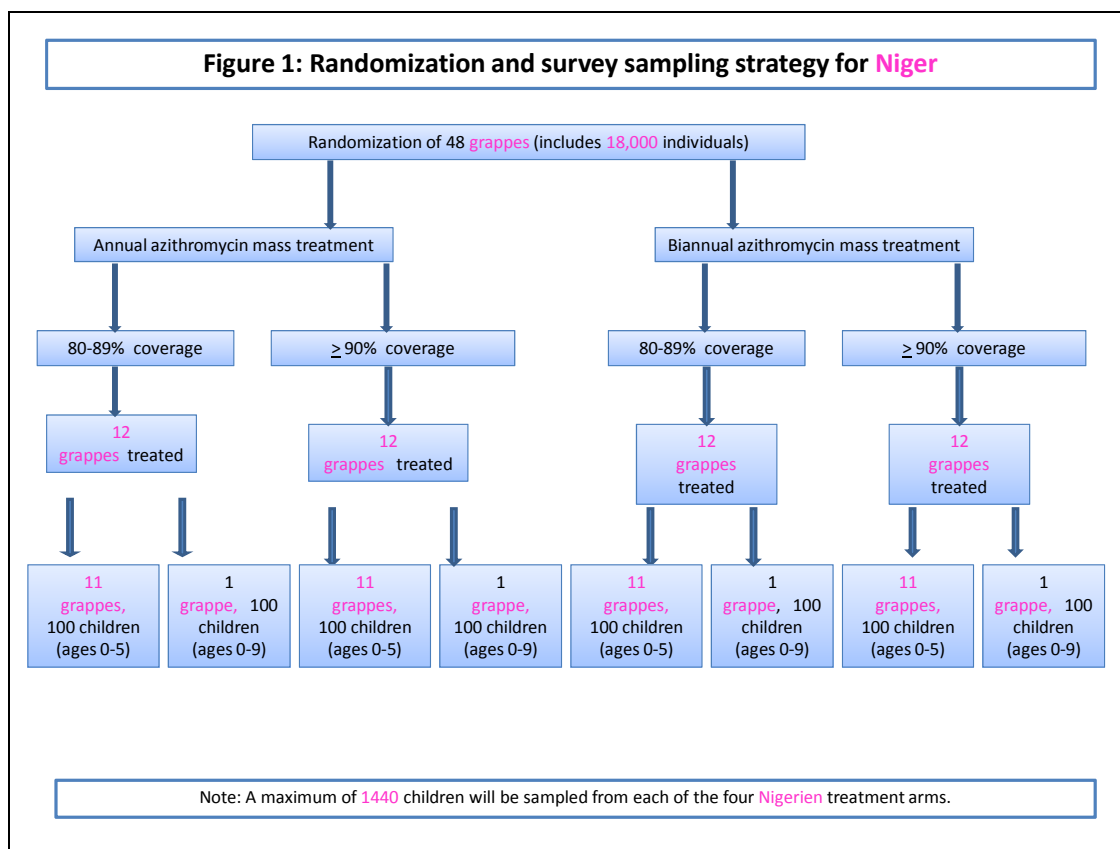 Figure 1: Randomization and survey sampling strategy for Niger
Randomization of 48 grappes (includes 18,000 individuals)
Annual azithromycin mass treatment
Biannual azithromycin mass treatment
80-89% coverage
≥ 90% coverage
80-89% coverage
≥ 90% coverage
12
grappes treated
12
grappes treated
12
grappes
treated
12
grappes
treated
11
grappes,
100 children
(ages 0-5)
1
grappe, 100
children
(ages 0-9)
11
grappes,
100 children
(ages 0-5)
1
grappe,
100 children
(ages 0-9)
11
grappes,
100 children
(ages 0-5)
1
grappe, 100
children
(ages 0-9)
11
grappes,
100 children
(ages 0-5)
1
grappe, 100
children
(ages 0-9)
Note: A maximum of 1440 children will be sampled from each of the four Nigerien treatment arms.